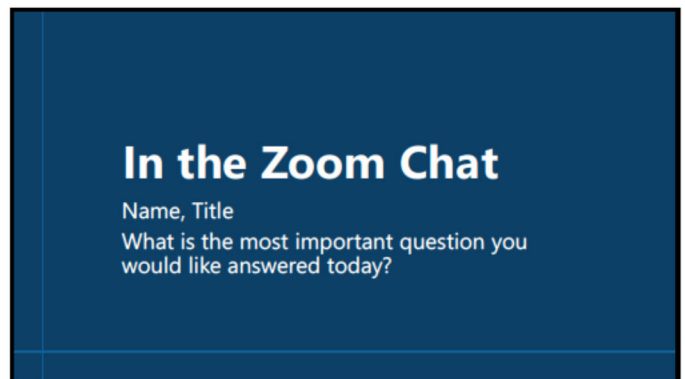 In the Zoom Chat
Name, Title
What is the most important question you
would like answered today?